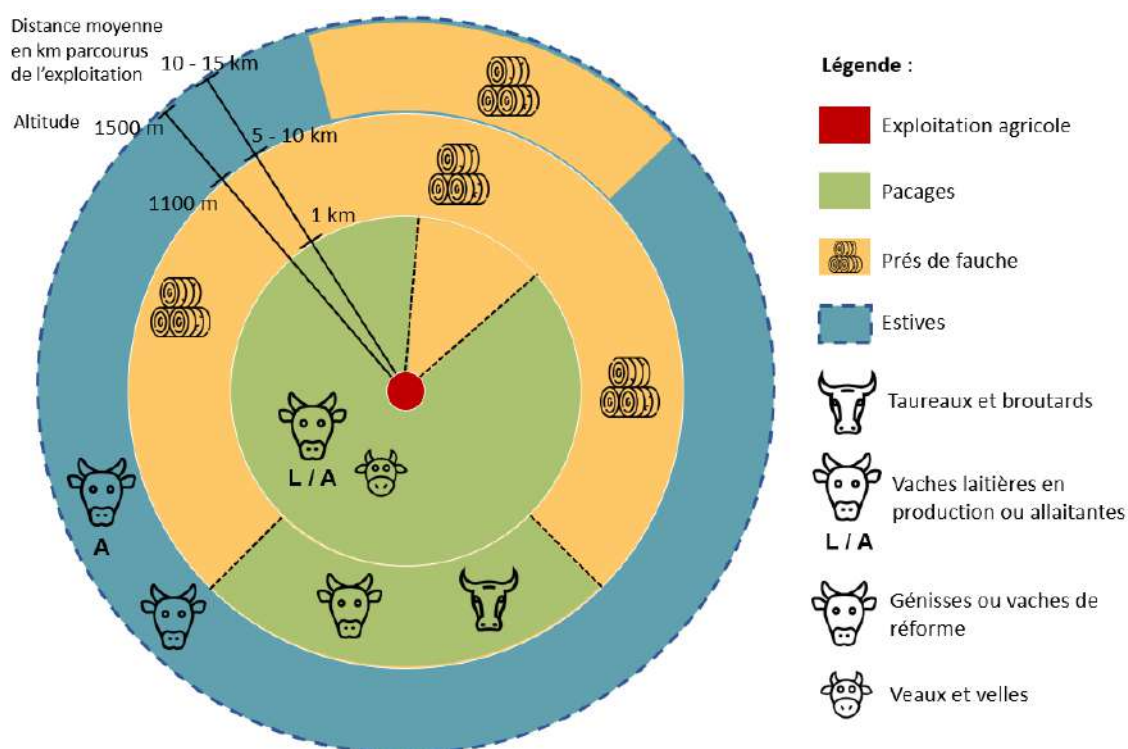 Distance moyenne
en km parcourus
de l'exploitation
10 - 15 km
Altitude
1500 m
5 - 10 km
1100 m
1 km
L / A
A
Légende :
Exploitation agricole
Pacages
Prés de fauche
Estives
Taureaux et broutards
Vaches laitières en
production ou allaitantes
L / A
Génisses ou vaches de
réforme
Veaux et velles